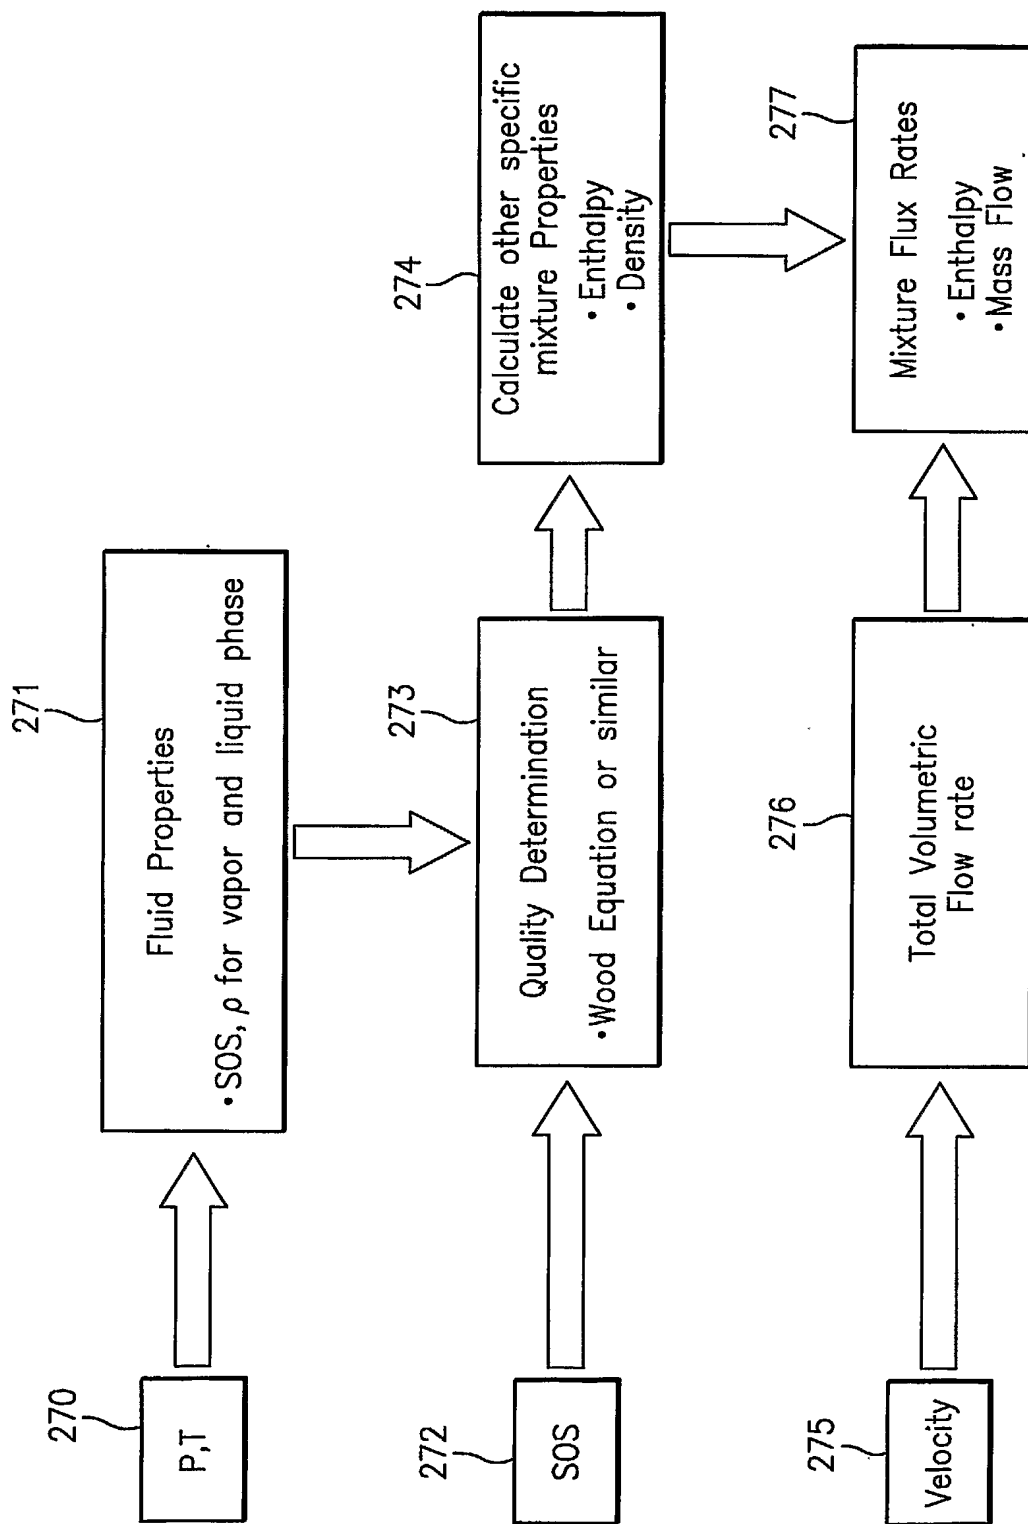 270
P,T
271
Fluid Properties
•SOS, ρ for vapor and liquid phase
272
SOS
273
Quality Determination
•Wood Equation or similar
274
Calculate other specific
mixture Properties
•Enthalpy
•Density
275
Velocity
276
Total Volumetric
Flow rate
277
Mixture Flux Rates
•Enthalpy
•Mass Flow